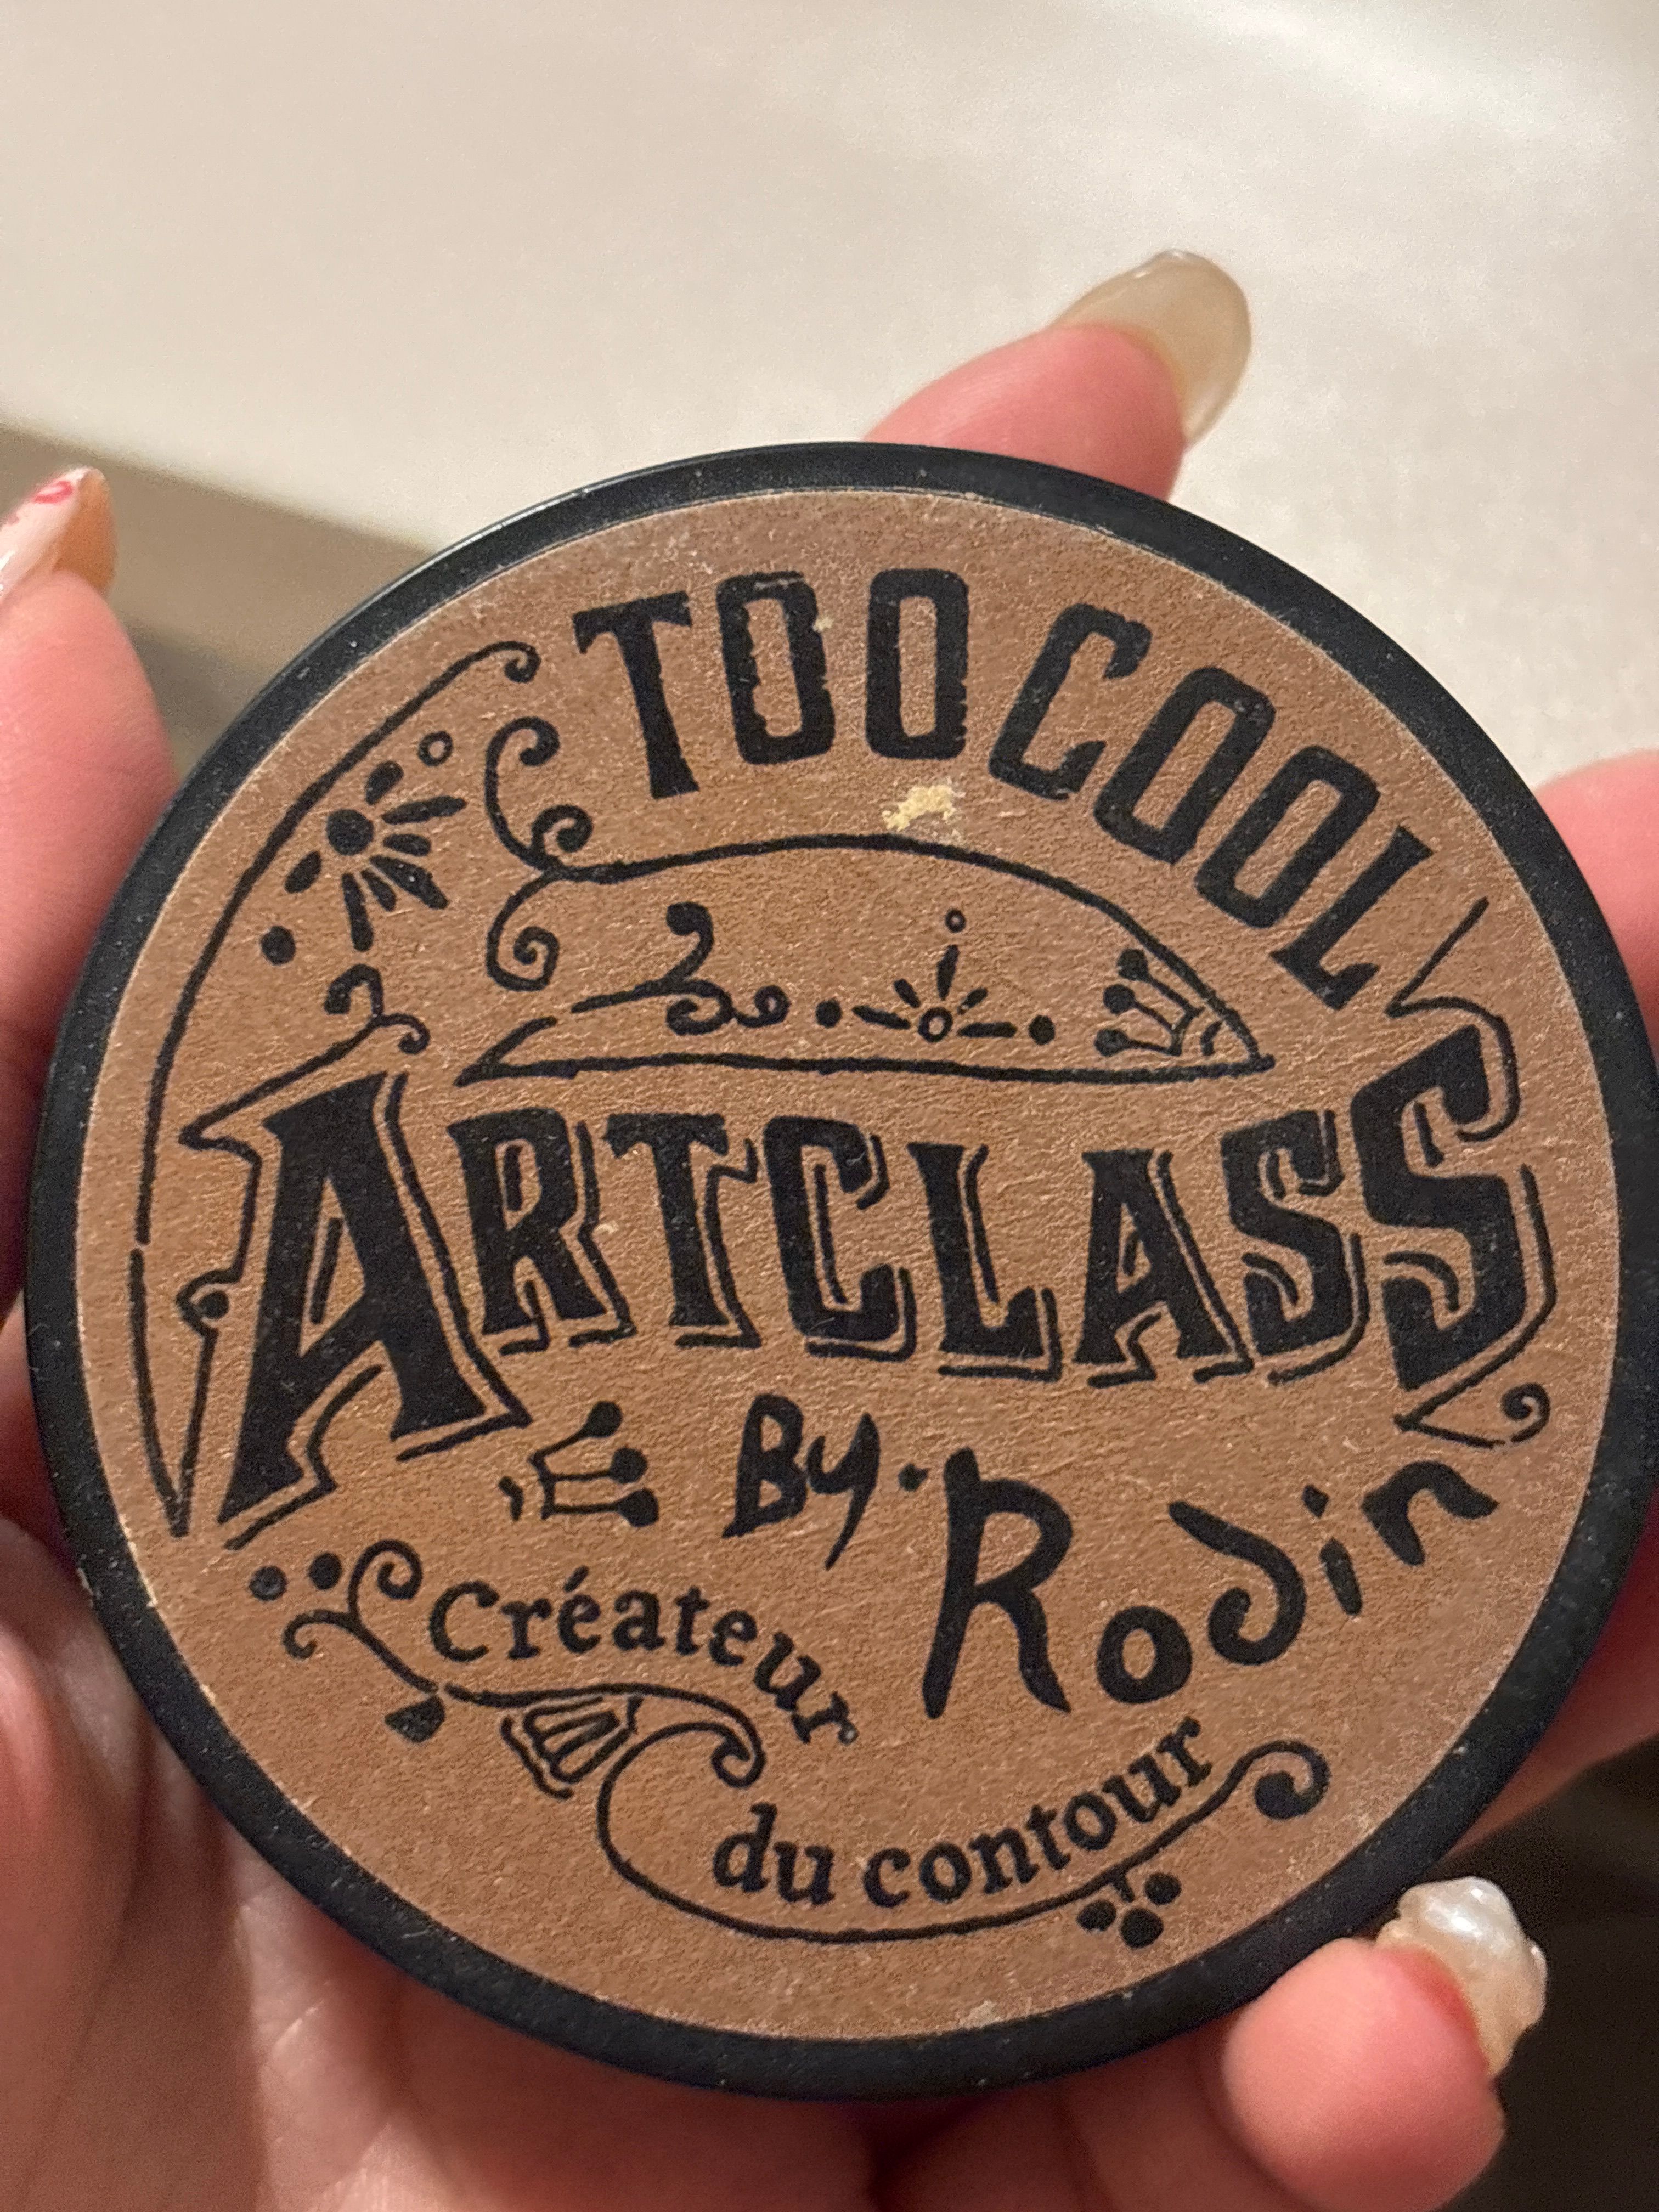 TOO COOL
ARTCLASS
By. Rodin
Créateur
du contour